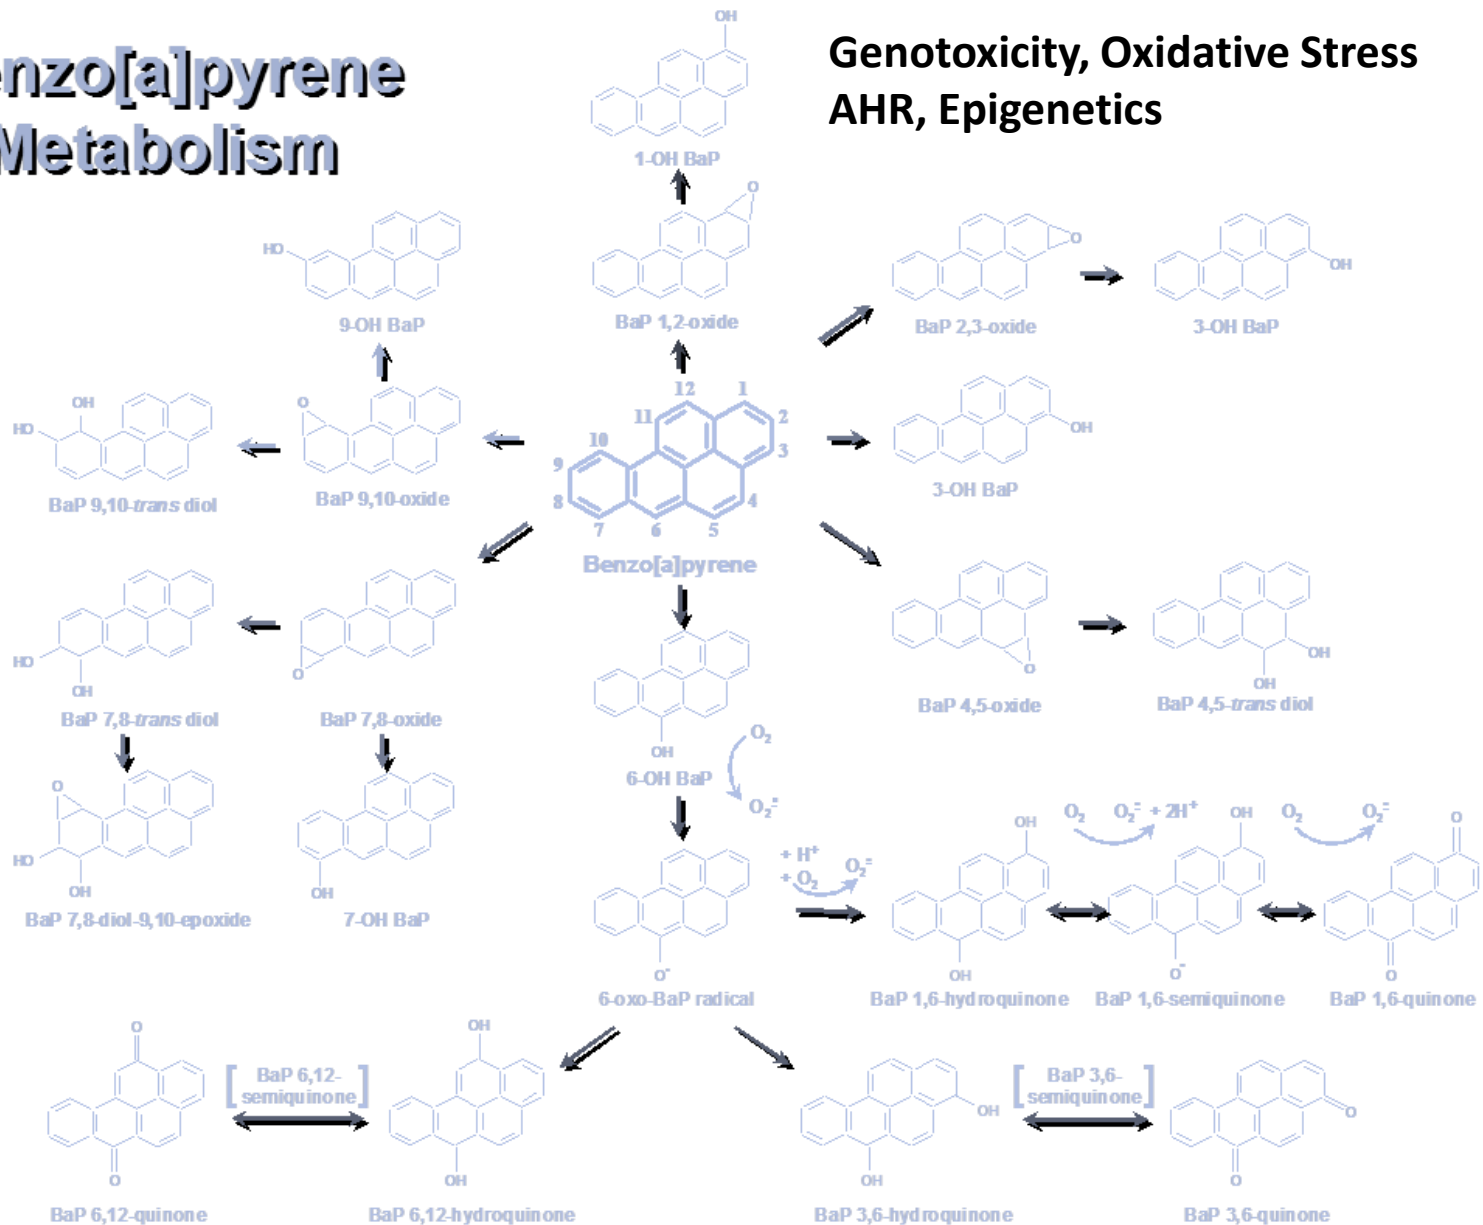 enzo[a]pyrene
Metabolism
Genotoxicity, Oxidative Stress
AHR, Epigenetics
OH
1-OH BaP
O
BaP 1,2-oxide
HO
9-OH BaP
O
BaP 2,3-oxide
OH
3-OH BaP
OH
HO
BaP 9,10-trans diol
O
BaP 9,10-oxide
12
1
11
2
10
3
9
8
4
7
6
5
Benzo[a]pyrene
OH
3-OH BaP
HO
OH
BaP 7,8-trans diol
O
BaP 7,8-oxide
OH
6-OH BaP
O₂
O₂⁻
O
BaP 4,5-oxide
OH
OH
BaP 4,5-trans diol
O
HO
OH
BaP 7,8-diol-9,10-epoxide
OH
7-OH BaP
O⁻
6-oxo-BaP radical
+ H⁺
+ O₂
O₂⁻
OH
OH
BaP 1,6-hydroquinone
O₂
O₂⁻ + 2H⁺
OH
O⁻
BaP 1,6-semiquinone
O₂
O₂⁻
O
O
BaP 1,6-quinone
O
O
BaP 6,12-quinone
[ BaP 6,12-
semiquinone ]
OH
OH
BaP 6,12-hydroquinone
OH
OH
BaP 3,6-hydroquinone
[ BaP 3,6-
semiquinone ]
O
O
BaP 3,6-quinone